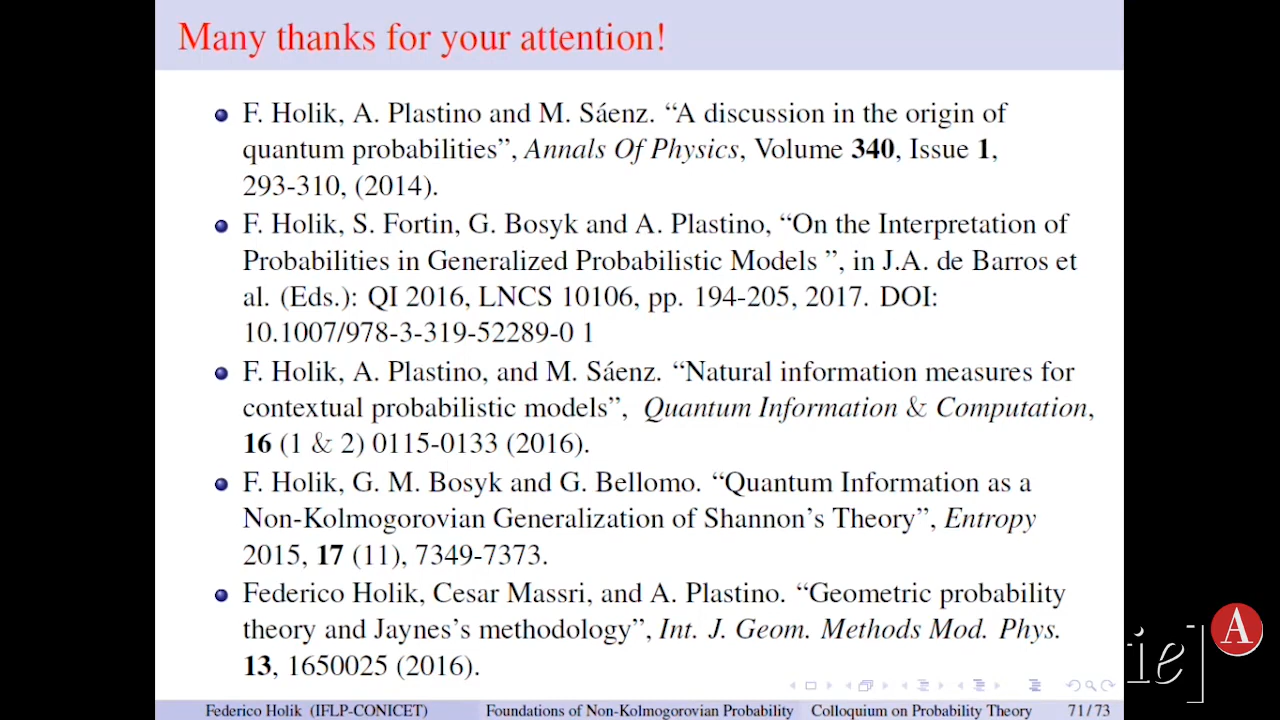 Many thanks for your attention!
F. Holik, A. Plastino and M. Sáenz. “A discussion in the origin of
quantum probabilities”, Annals Of Physics, Volume 340, Issue 1,
293-310, (2014).
F. Holik, S. Fortin, G. Bosyk and A. Plastino, “On the Interpretation of
Probabilities in Generalized Probabilistic Models ”, in J.A. de Barros et
al. (Eds.): QI 2016, LNCS 10106, pp. 194-205, 2017. DOI:
10.1007/978-3-319-52289-0 1
F. Holik, A. Plastino, and M. Sáenz. “Natural information measures for
contextual probabilistic models”, Quantum Information & Computation,
16 (1 & 2) 0115-0133 (2016).
F. Holik, G. M. Bosyk and G. Bellomo. “Quantum Information as a
Non-Kolmogorovian Generalization of Shannon’s Theory”, Entropy
2015, 17 (11), 7349-7373.
Federico Holik, Cesar Massri, and A. Plastino. “Geometric probability
theory and Jaynes’s methodology”, Int. J. Geom. Methods Mod. Phys.
13, 1650025 (2016).
Federico Holik (IFLP-CONICET) Foundations of Non-Kolmogorovian Probability Colloquium on Probability Theory 71 / 73
ie]
A